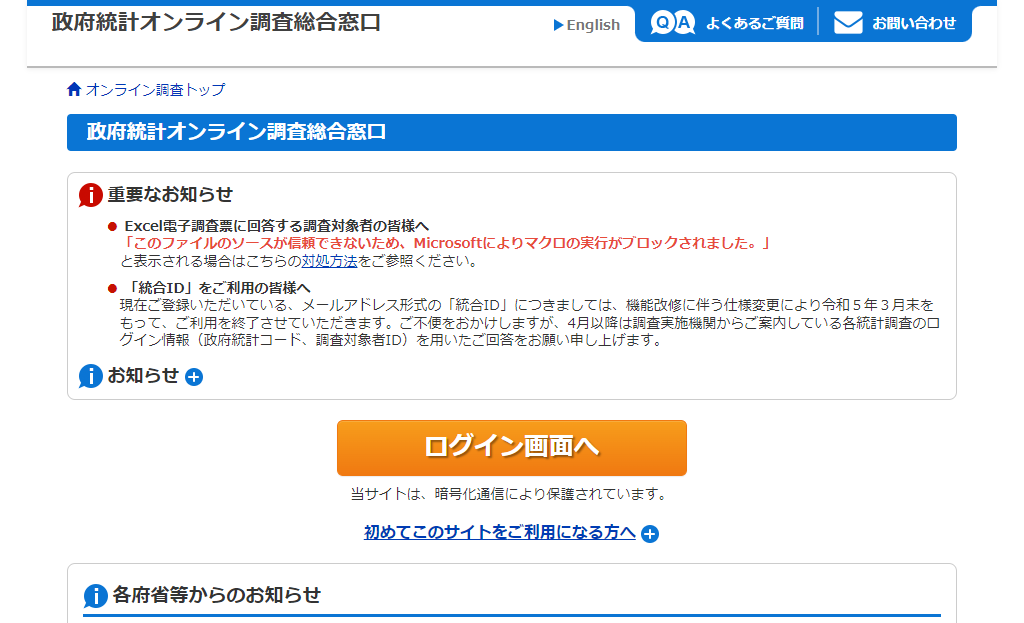 政府統計オンライン調査総合窓口
▶English
QA よくあるご質問
お問い合わせ
オンライン調査トップ
政府統計オンライン調査総合窓口
重要なお知らせ
Excel電子調査票に回答する調査対象者の皆様へ
「このファイルのソースが信頼できないため、Microsoftによりマクロの実行がブロックされました。」
と表示される場合はこちらの対処方法をご参照ください。
「統合ID」をご利用の皆様へ
現在ご登録いただいている、メールアドレス形式の「統合ID」につきましては、機能改修に伴う仕様変更により令和５年３月末を
もって、ご利用を終了させていただきます。ご不便をおかけしますが、4月以降は調査実施機関からご案内している各統計調査のロ
グイン情報（政府統計コード、調査対象者ID）を用いたご回答をお願い申し上げます。
お知らせ
ログイン画面へ
当サイトは、暗号化通信により保護されています。
初めてこのサイトをご利用になる方へ
各府省等からのお知らせ